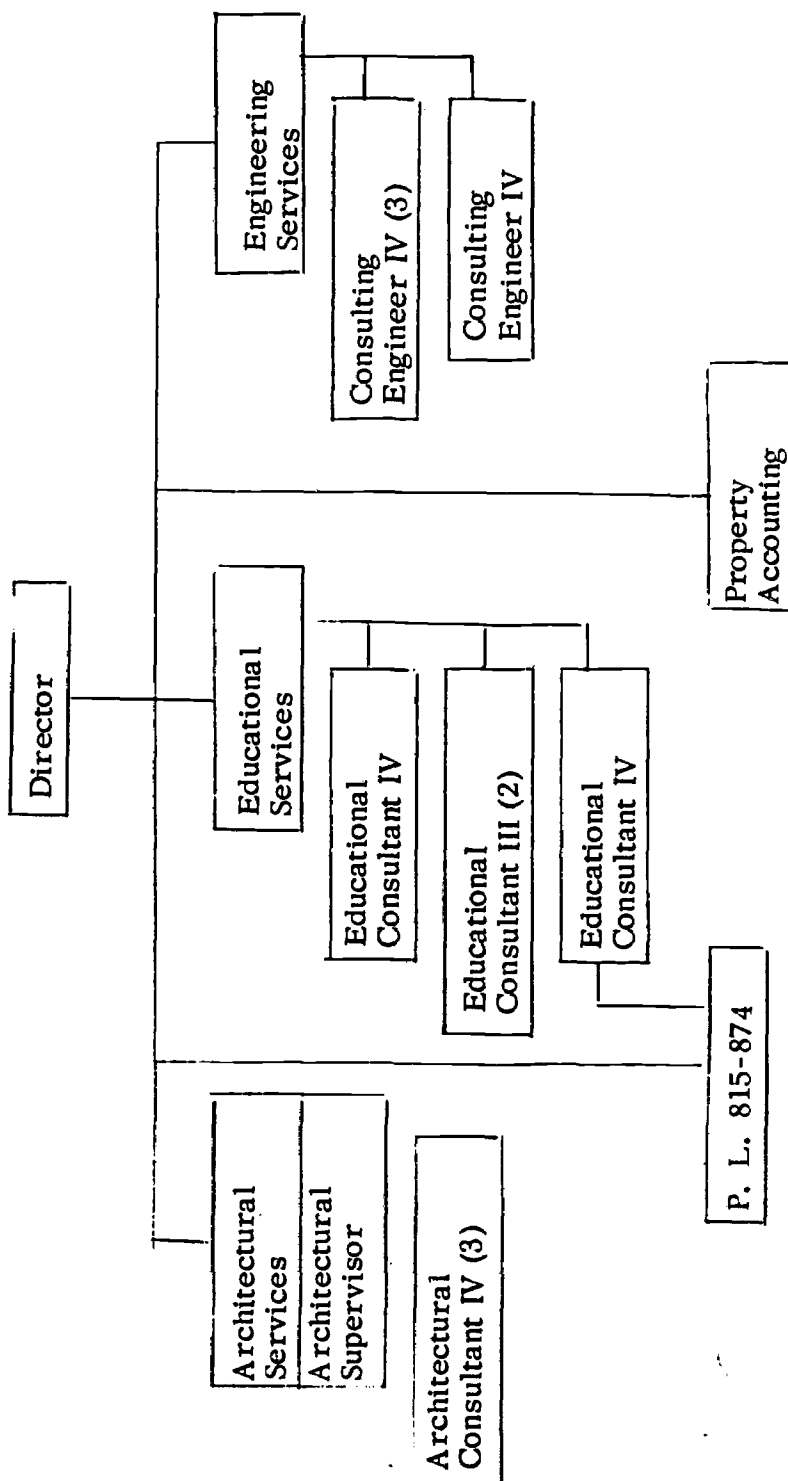 Director
Architectural
Services
Architectural
Supervisor
Architectural
Consultant IV (3)
Educational
Services
Educational
Consultant IV
Educational
Consultant III (2)
Educational
Consultant IV
P. L. 815-874
Engineering
Services
Consulting
Engineer IV (3)
Consulting
Engineer IV
Property
Accounting